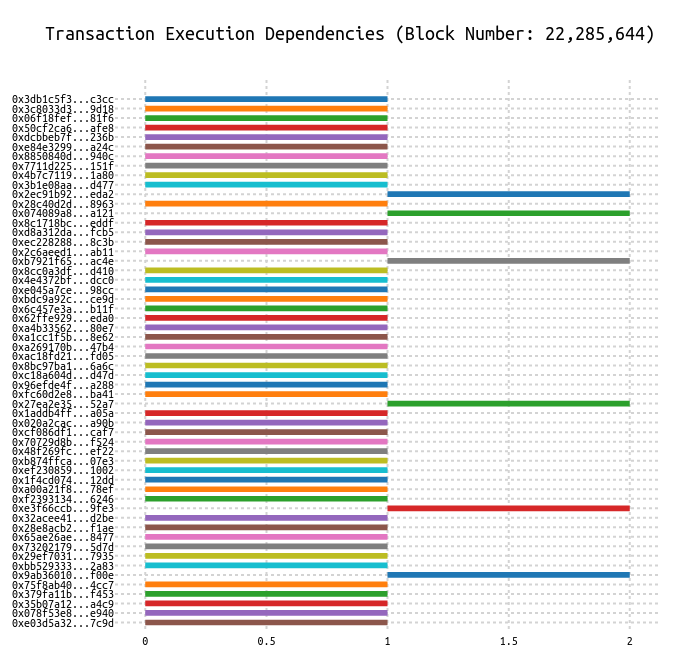 Transaction Execution Dependencies (Block Number: 22,285,644)
0x3db1c5f3...c3cc
0x3c8033d3...9d18
0x06f18fef...81f6
0x50cf2ca6...afe8
0xdcbbeb7f...236b
0xe84e3299...a24c
0x8850840d...940c
0x7711d225...151f
0x4b7c7119...1a80
0x3b1e08aa...d477
0x2ec91b92...eda2
0x28c40d2d...8963
0x074089a8...a121
0x8c1718bc...eddf
0xd8a312da...fcb5
0xec228288...8c3b
0x2c6aeed1...ab11
0xb7921f65...ac4e
0x8cc0a3df...d410
0x4e4372bf...dcc0
0xe045a7ce...98cc
0xbdc9a92c...ce9d
0x6c457e3a...b11f
0x62ffe929...eda0
0xa4b33562...80e7
0xa1cc1f5b...8e62
0xa269170b...47b4
0xac18fd21...fd05
0x8bc97ba1...6a6c
0xc18a604d...d47d
0x96efde4f...a288
0xfc60d2e8...ba41
0x27ea2e35...52a7
0x1addb4ff...a05a
0x020a2cac...a90b
0xcf086df1...caf7
0x70729d8b...f524
0x48f269fc...ef22
0xb874ffca...07e3
0xef230859...1002
0x1f4cd074...12dd
0xa00a21f8...78ef
0xf2393134...6246
0xe3f66ccb...9fe3
0x32acee41...d2be
0x28e8acb2...f1ae
0x65ae26ae...8477
0x73202179...5d7d
0x29ef7031...7935
0xbb529333...2a83
0x9ab36010...f00e
0x75f8ab40...4cc7
0x379fa11b...f453
0x35b07a12...a4c9
0x078f53e8...e940
0xe03d5a32...7c9d
0 0.5 1 1.5 2